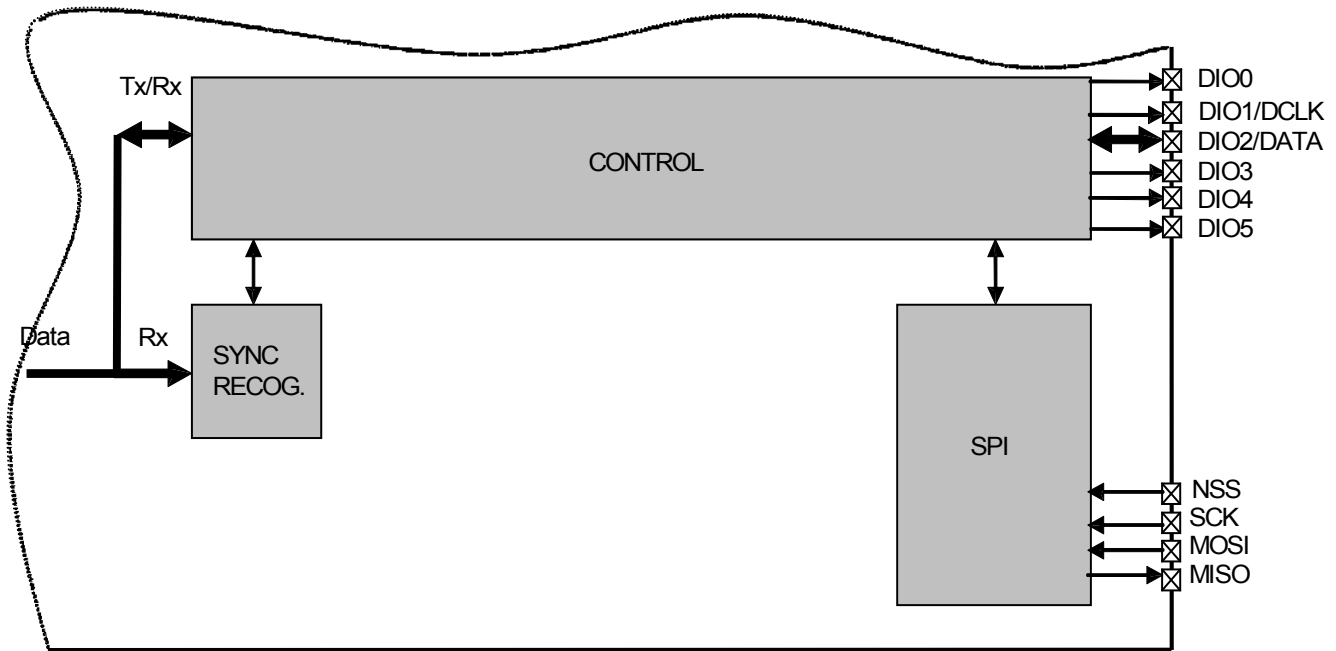 Tx/Rx
CONTROL
DIO0
DIO1/DCLK
DIO2/DATA
DIO3
DIO4
DIO5
Data
Rx
SYNC
RECOG.
SPI
NSS
SCK
MOSI
MISO